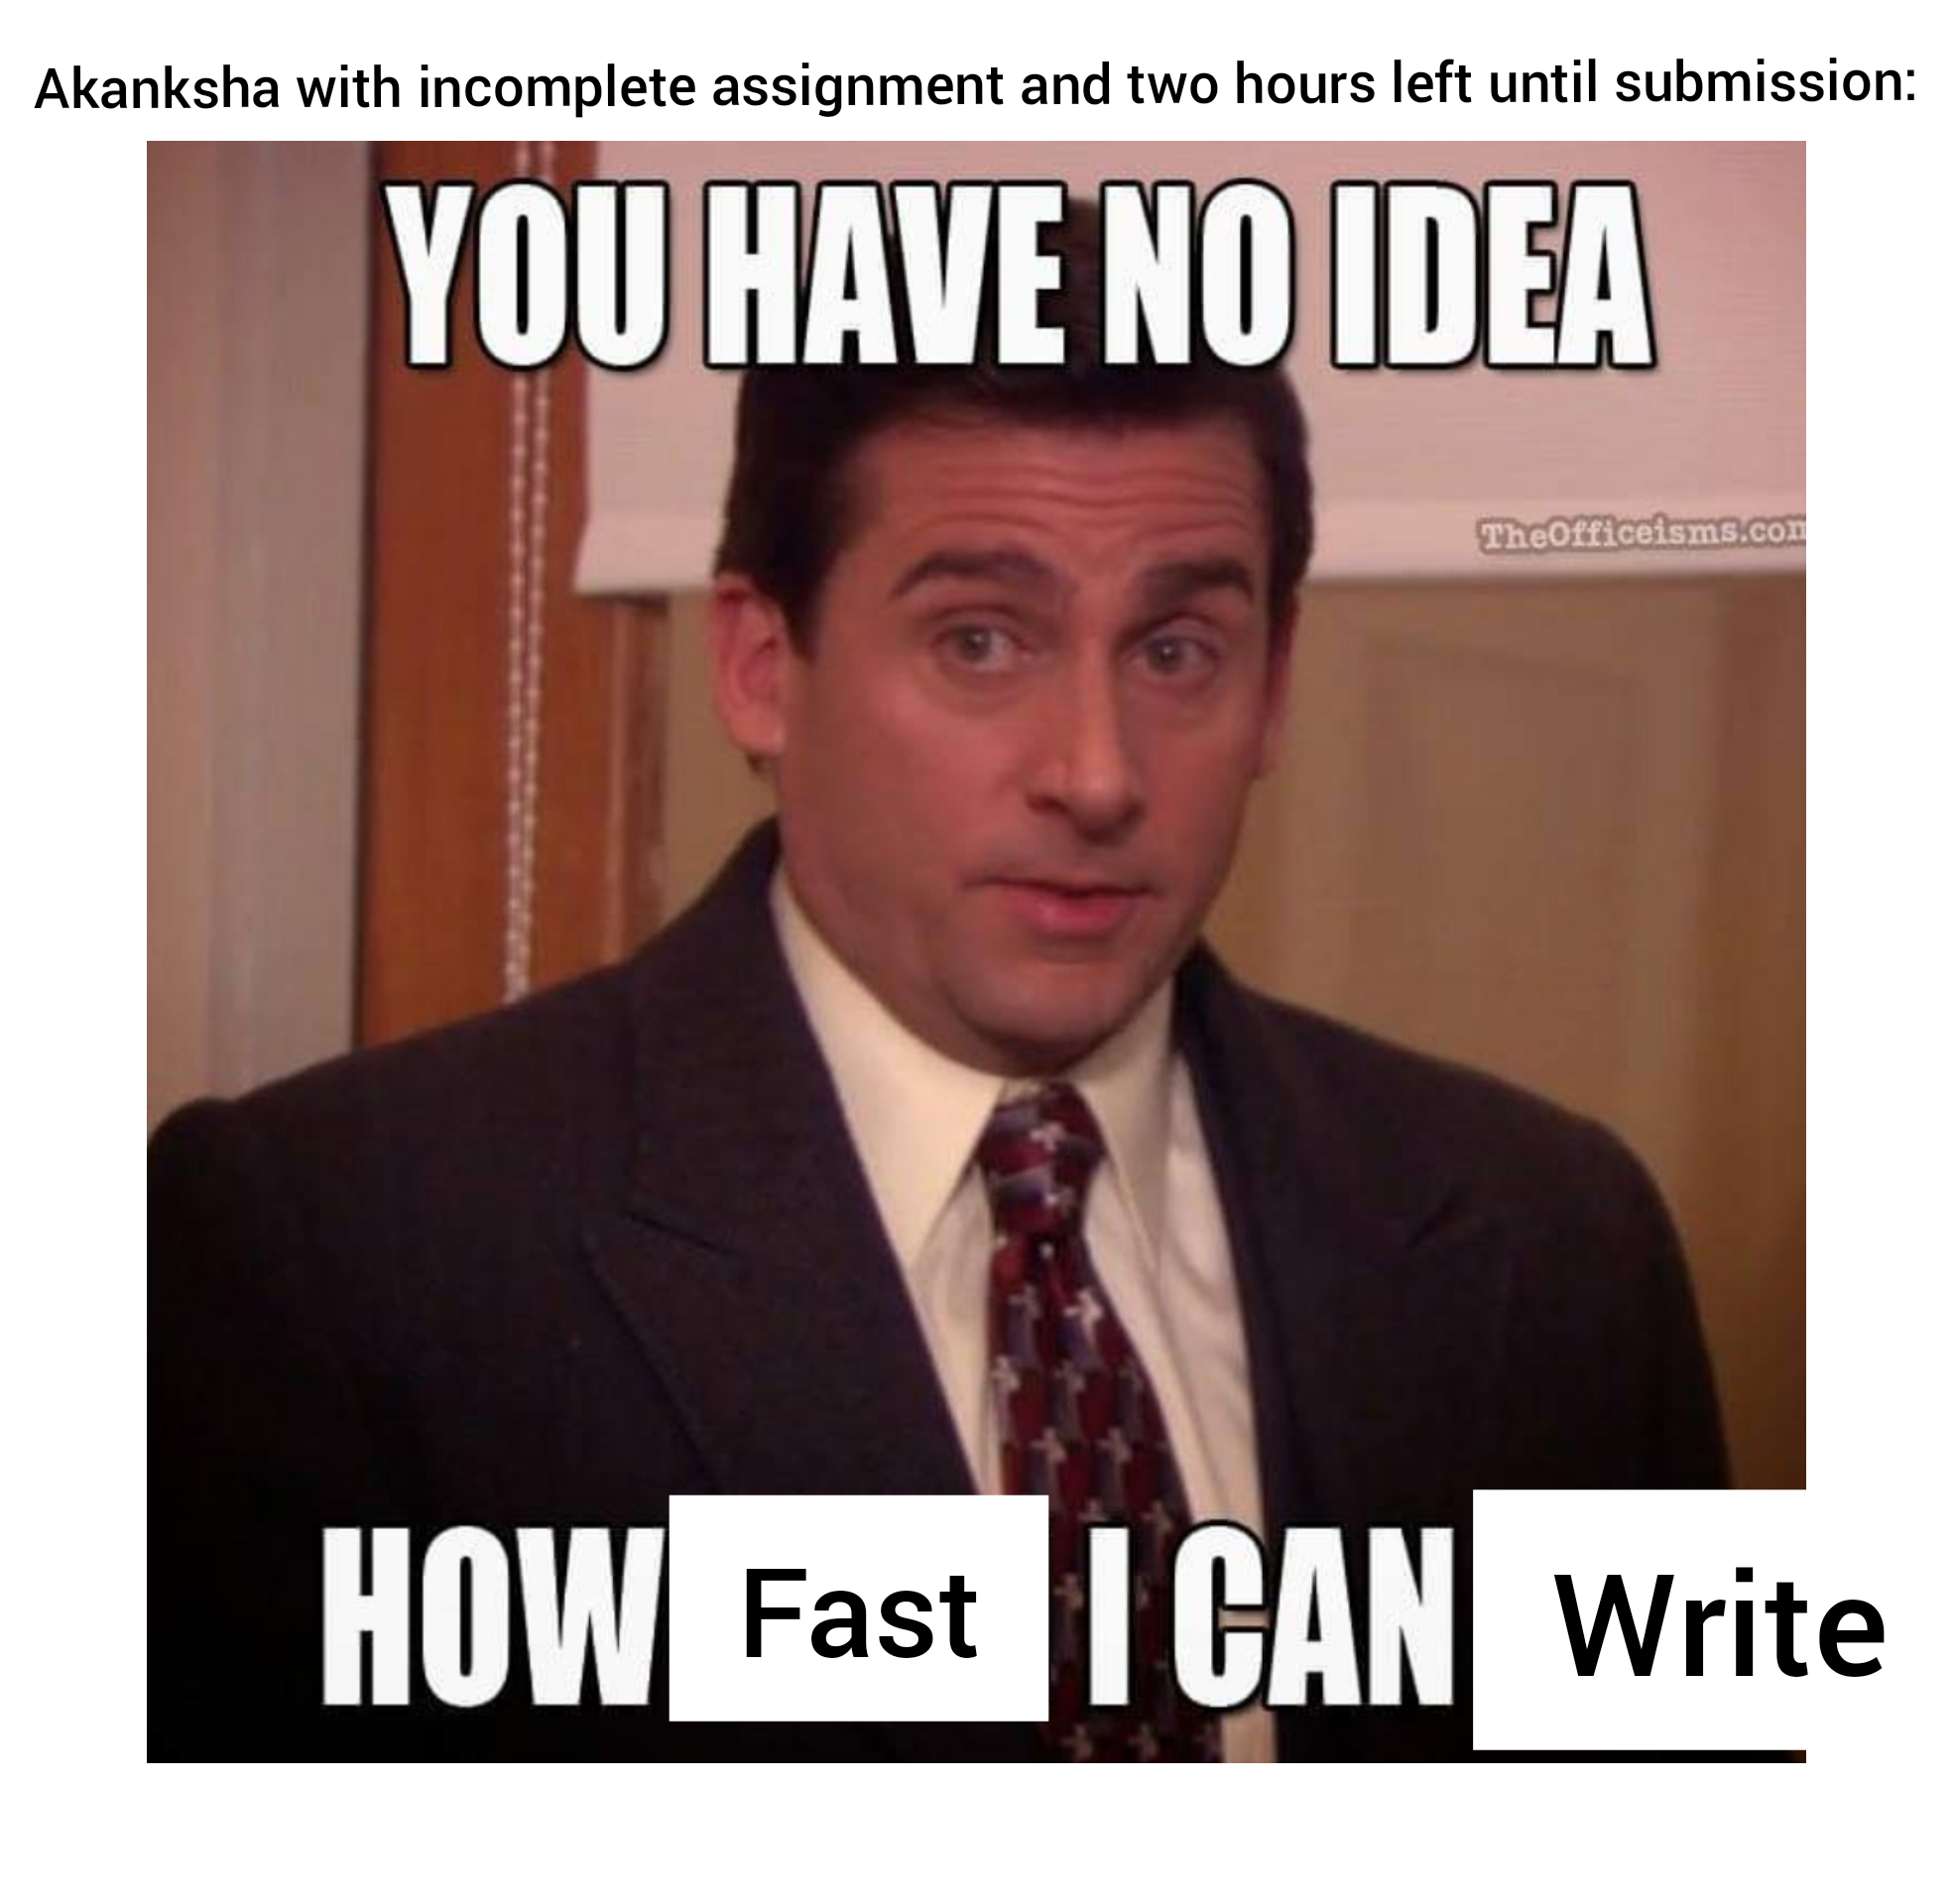 Akanksha with incomplete assignment and two hours left until submission:
YOU HAVE NO IDEA
TheOfficeisms.com
HOW Fast I CAN Write